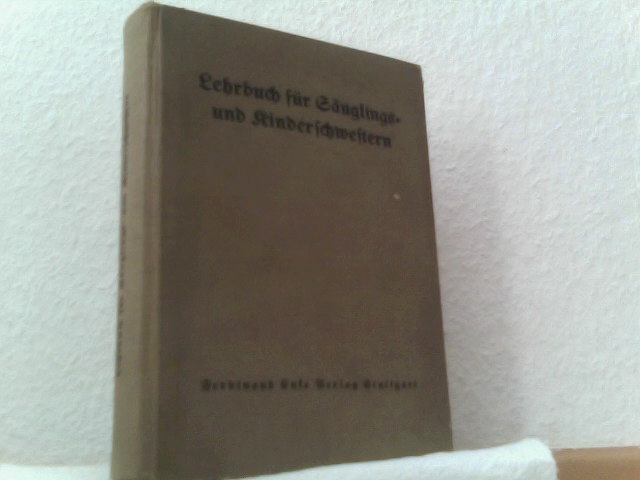 Lehrbuch für Säuglings-
und Kinderschwestern
Ferdinand Enke Verlag Stuttgart